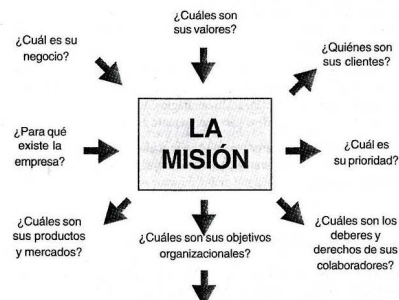 ¿Cuáles son
sus valores?
¿Cuál es su
negocio?
¿Quiénes son
sus clientes?
¿Para qué
existe la
empresa?
LA
MISIÓN
¿Cuál es
su prioridad?
¿Cuáles son
sus productos
y mercados?
¿Cuáles son sus objetivos
organizacionales?
¿Cuáles son los
deberes y
derechos de sus
colaboradores?